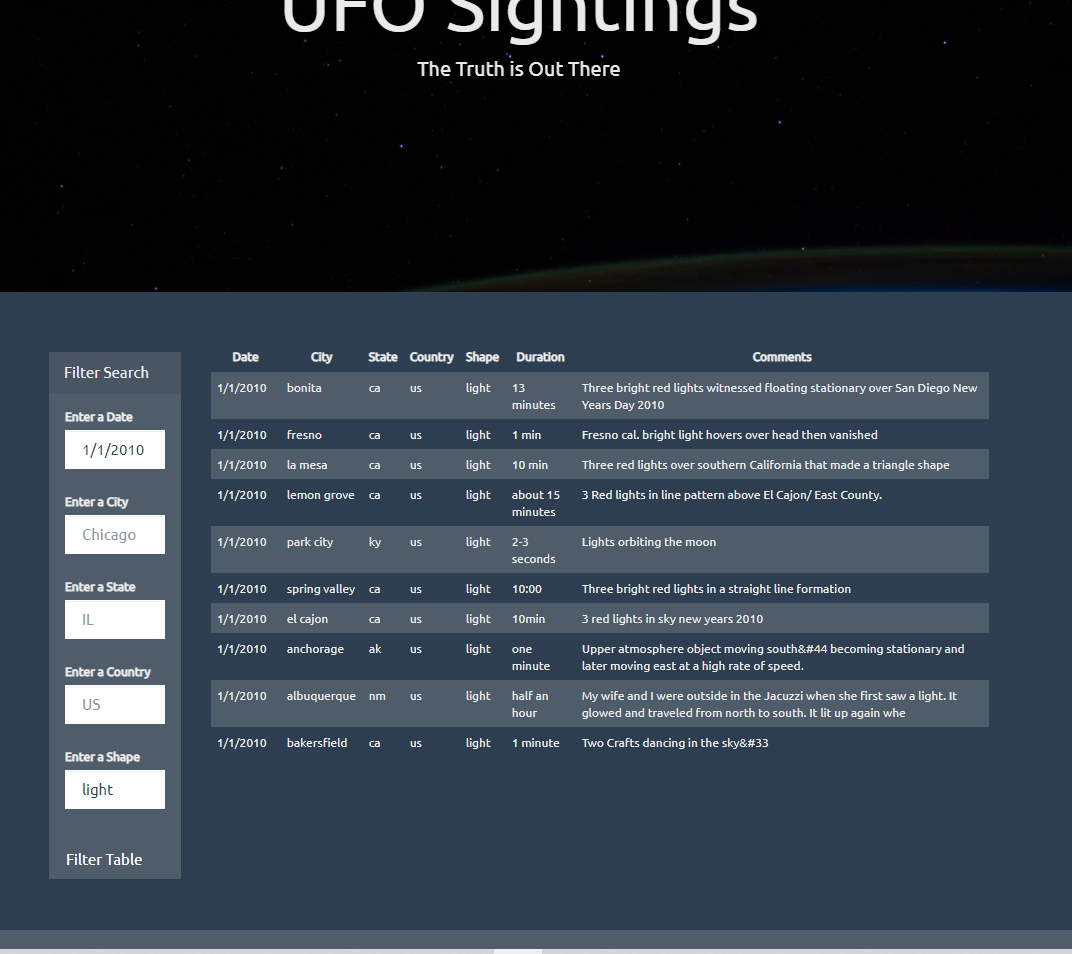 UFO Sightings
The Truth is Out There
Filter Search
Enter a Date
1/1/2010
Enter a City
Chicago
Enter a State
IL
Enter a Country
US
Enter a Shape
light
Filter Table
Date City State Country Shape Duration Comments
1/1/2010 bonita ca us light 13 minutes Three bright red lights witnessed floating stationary over San Diego New
Years Day 2010
1/1/2010 fresno ca us light 1 min Fresno cal. bright light hovers over head then vanished
1/1/2010 la mesa ca us light 10 min Three red lights over southern California that made a triangle shape
1/1/2010 lemon grove ca us light about 15 minutes 3 Red lights in line pattern above El Cajon/ East County.
1/1/2010 park city ky us light 2-3 seconds Lights orbiting the moon
1/1/2010 spring valley ca us light 10:00 Three bright red lights in a straight line formation
1/1/2010 el cajon ca us light 10min 3 red lights in sky new years 2010
1/1/2010 anchorage ak us light one minute Upper atmosphere object moving south&#44 becoming stationary and
later moving east at a high rate of speed.
1/1/2010 albuquerque nm us light half an hour My wife and I were outside in the Jacuzzi when she first saw a light. It
glowed and traveled from north to south. It lit up again whe
1/1/2010 bakersfield ca us light 1 minute Two Crafts dancing in the sky&#33